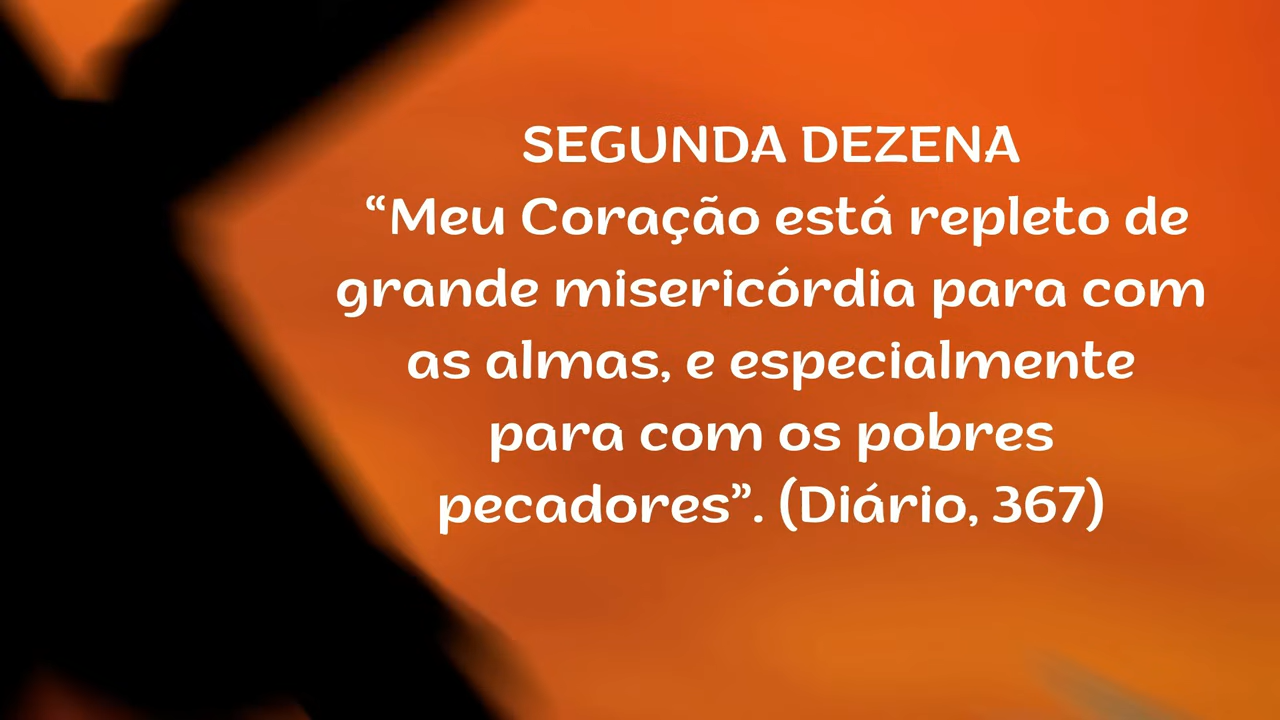 SEGUNDA DEZENA
“Meu Coração está repleto de
grande misericórdia para com
as almas, e especialmente
para com os pobres
pecadores”. (Diário, 367)